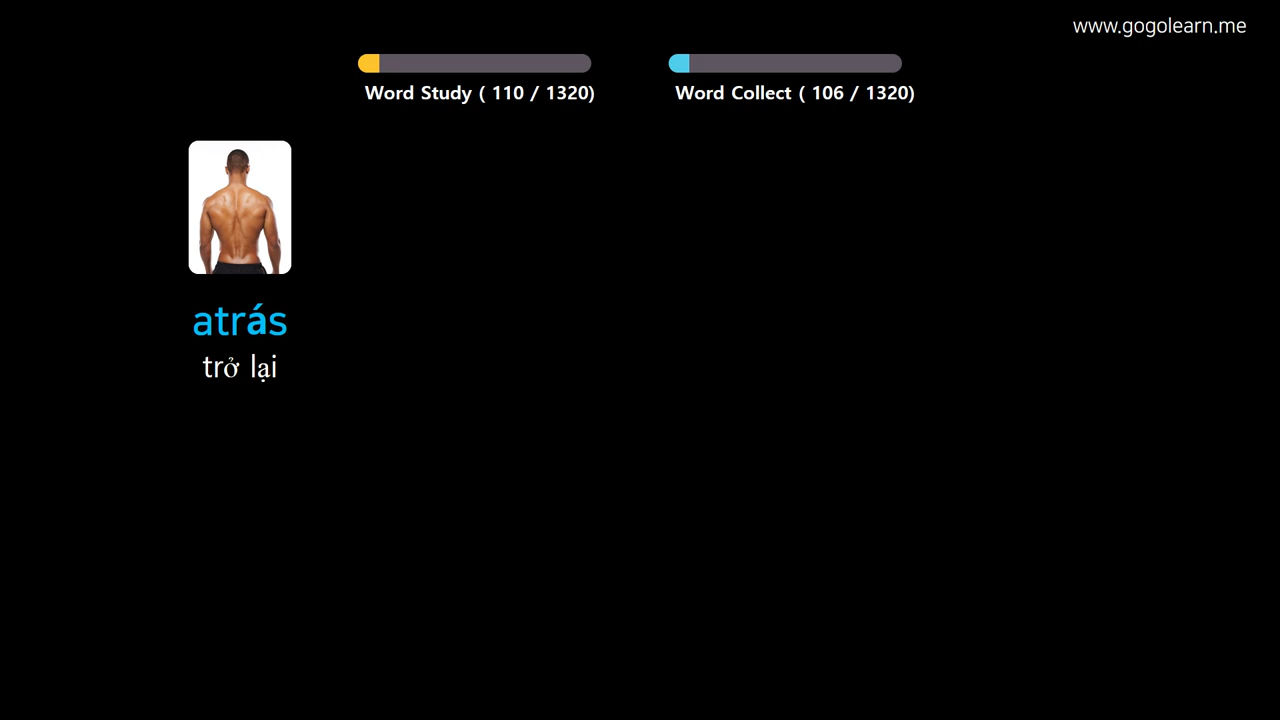 www.gogolearn.me
Word Study ( 110 / 1320)
Word Collect ( 106 / 1320)
atrás
trở lại